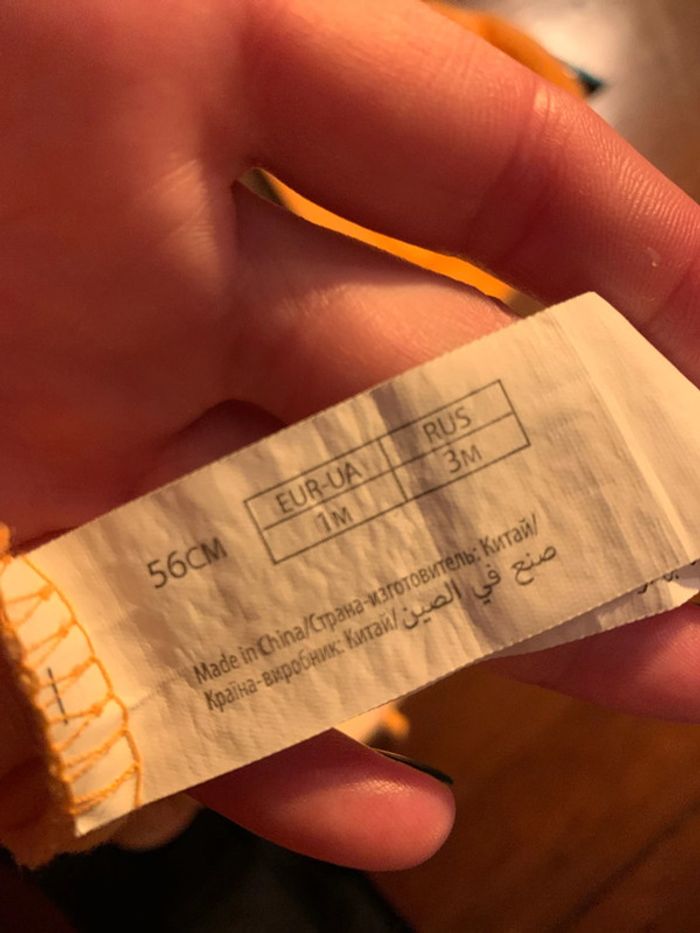 56CM
EUR-UA RUS
1M 3M
Made in China/Страна-изготовитель: Китай/
Країна-виробник: Китай/صنع في الصين